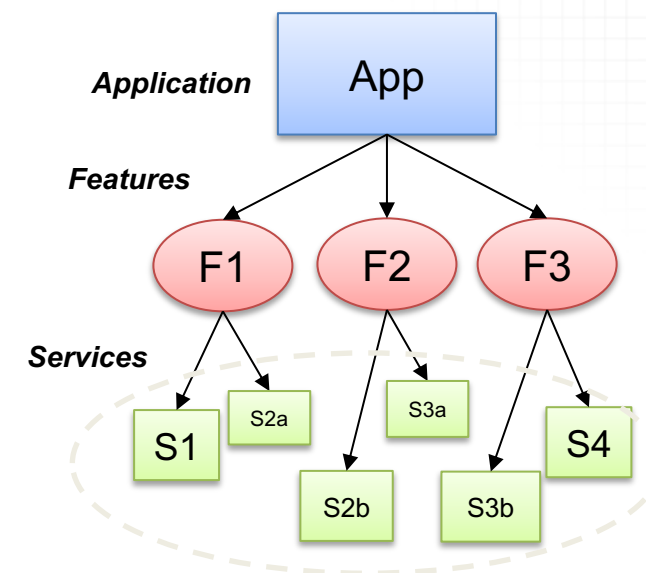 Application
App
Features
F1
F2
F3
Services
S1
S2a
S3a
S4
S2b
S3b